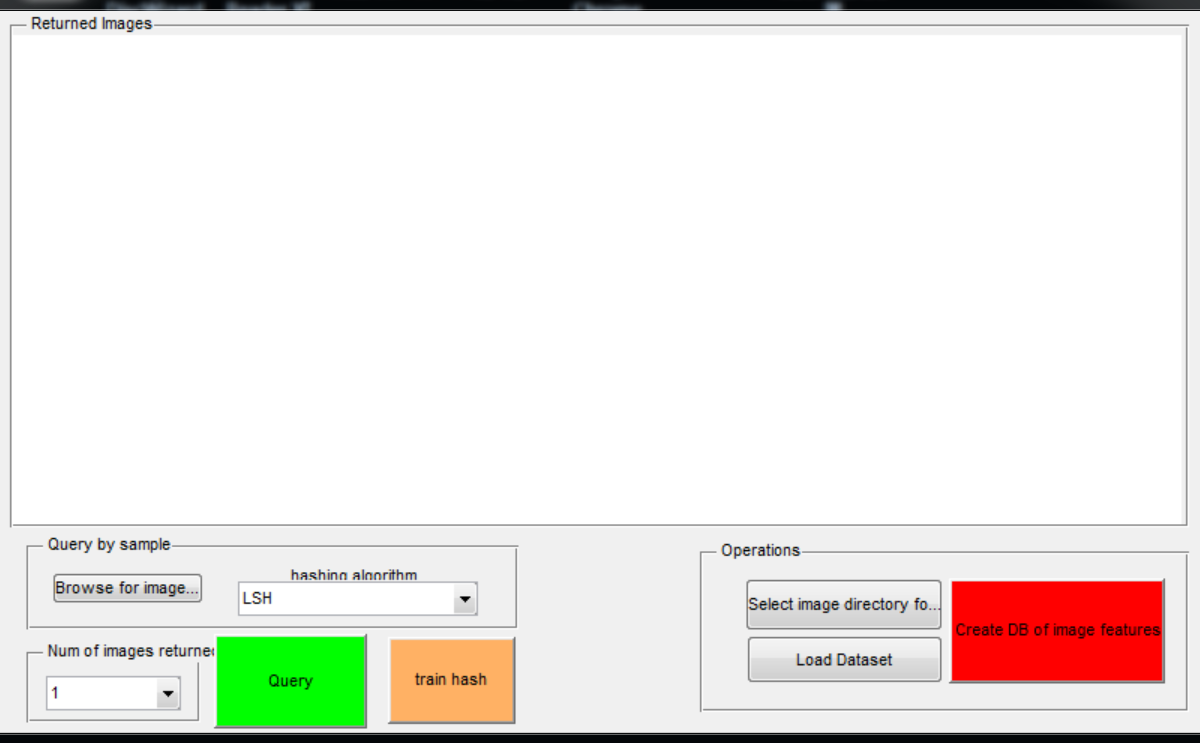 Returned Images
Query by sample
Browse for image...
hashing algorithm
LSH
Num of images returned
1
Query
train hash
Operations
Select image directory fo...
Load Dataset
Create DB of image features